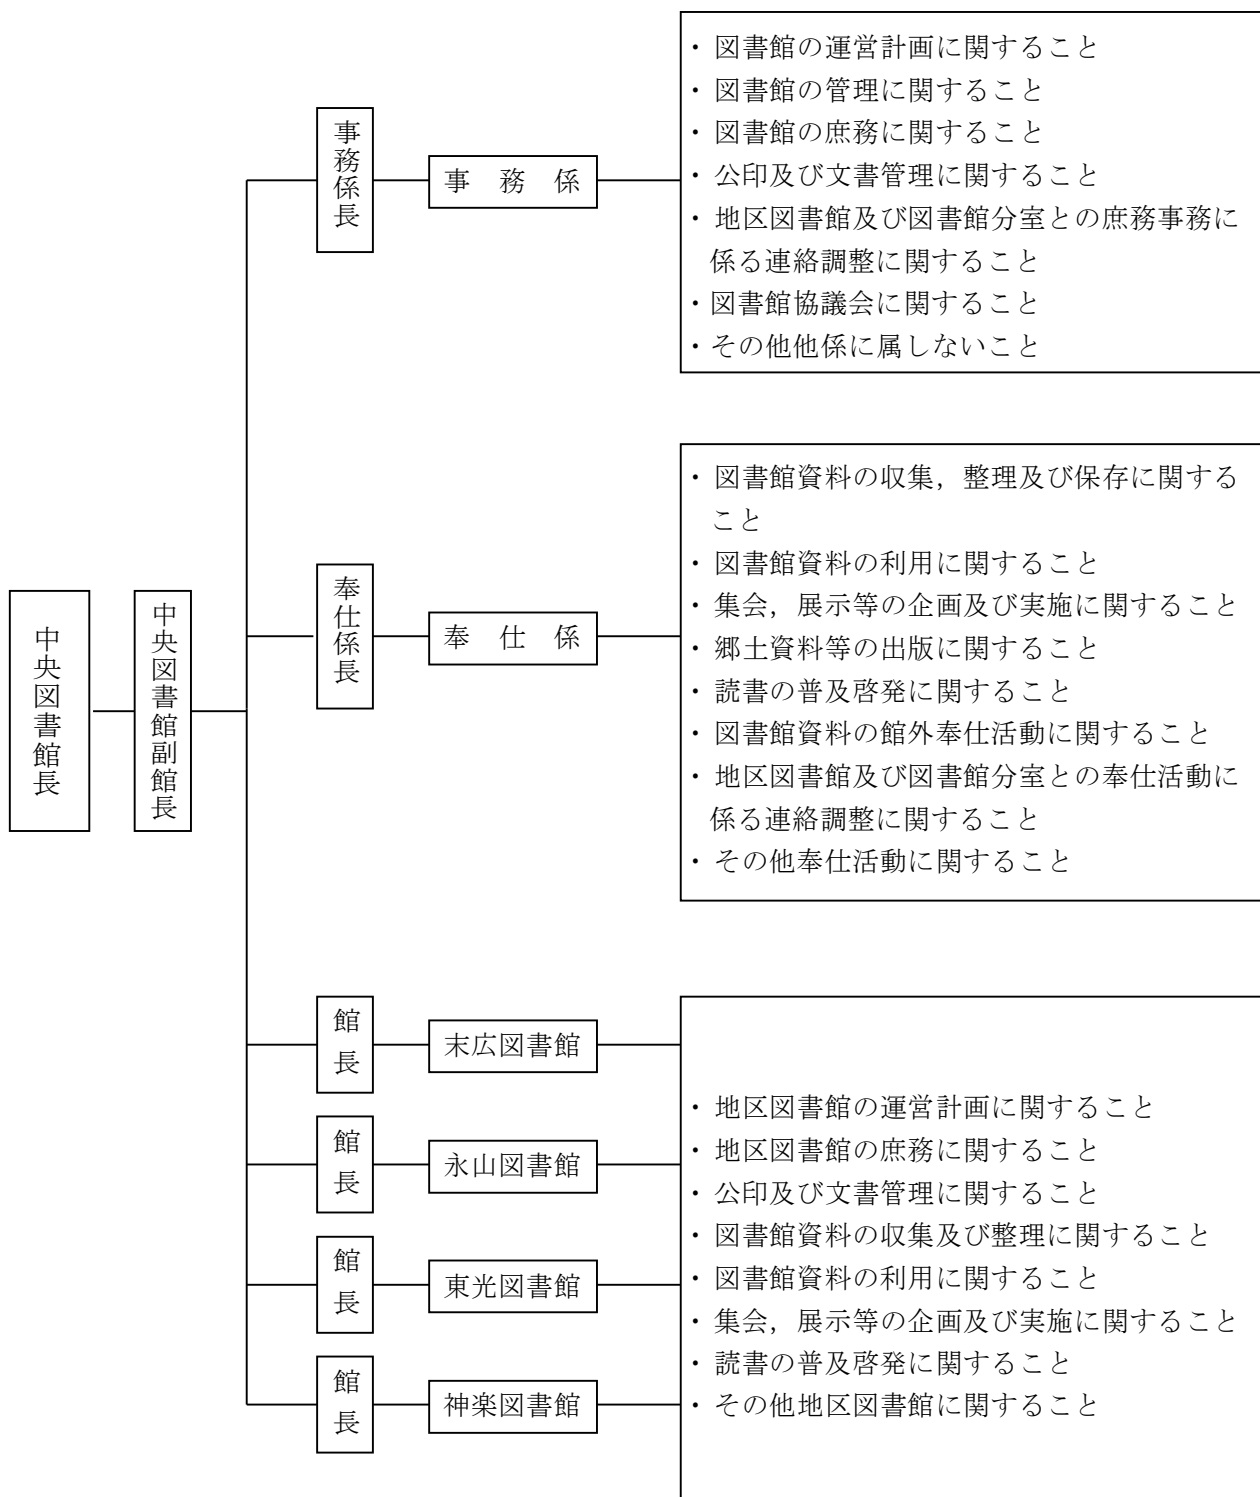 中央図書館長
中央図書館副館長
事務係長
事　務　係
・図書館の運営計画に関すること
・図書館の管理に関すること
・図書館の庶務に関すること
・公印及び文書管理に関すること
・地区図書館及び図書館分室との庶務事務に
係る連絡調整に関すること
・図書館協議会に関すること
・その他他係に属しないこと
奉仕係長
奉　仕　係
・図書館資料の収集，整理及び保存に関する
こと
・図書館資料の利用に関すること
・集会，展示等の企画及び実施に関すること
・郷土資料等の出版に関すること
・読書の普及啓発に関すること
・図書館資料の館外奉仕活動に関すること
・地区図書館及び図書館分室との奉仕活動に
係る連絡調整に関すること
・その他奉仕活動に関すること
館長
末広図書館
館長
永山図書館
館長
東光図書館
館長
神楽図書館
・地区図書館の運営計画に関すること
・地区図書館の庶務に関すること
・公印及び文書管理に関すること
・図書館資料の収集及び整理に関すること
・図書館資料の利用に関すること
・集会，展示等の企画及び実施に関すること
・読書の普及啓発に関すること
・その他地区図書館に関すること